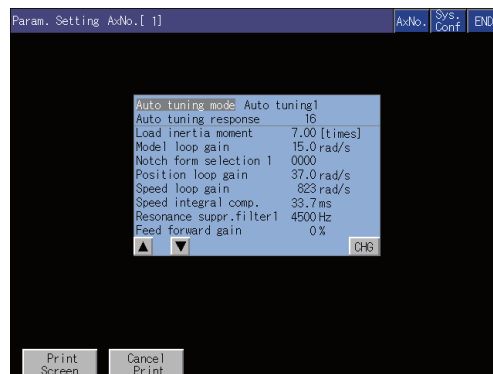 Param. Setting AxNo.[ 1]
AxNo.
Sys. Conf
END
Auto tuning mode Auto tuning1
Auto tuning response 16
Load inertia moment 7.00 [times]
Model loop gain 15.0 rad/s
Notch form selection 1 0000
Position loop gain 37.0 rad/s
Speed loop gain 823 rad/s
Speed integral comp. 33.7 ms
Resonance suppr.filter1 4500 Hz
Feed forward gain 0 %
▲ ▼ CHG
Print Screen
Cancel Print